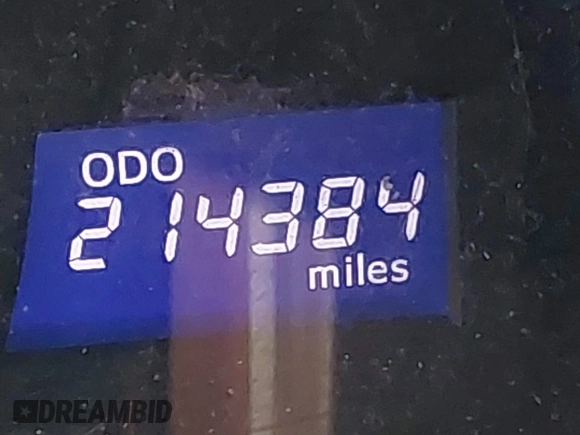 ODO
214384
miles
DREAMBID